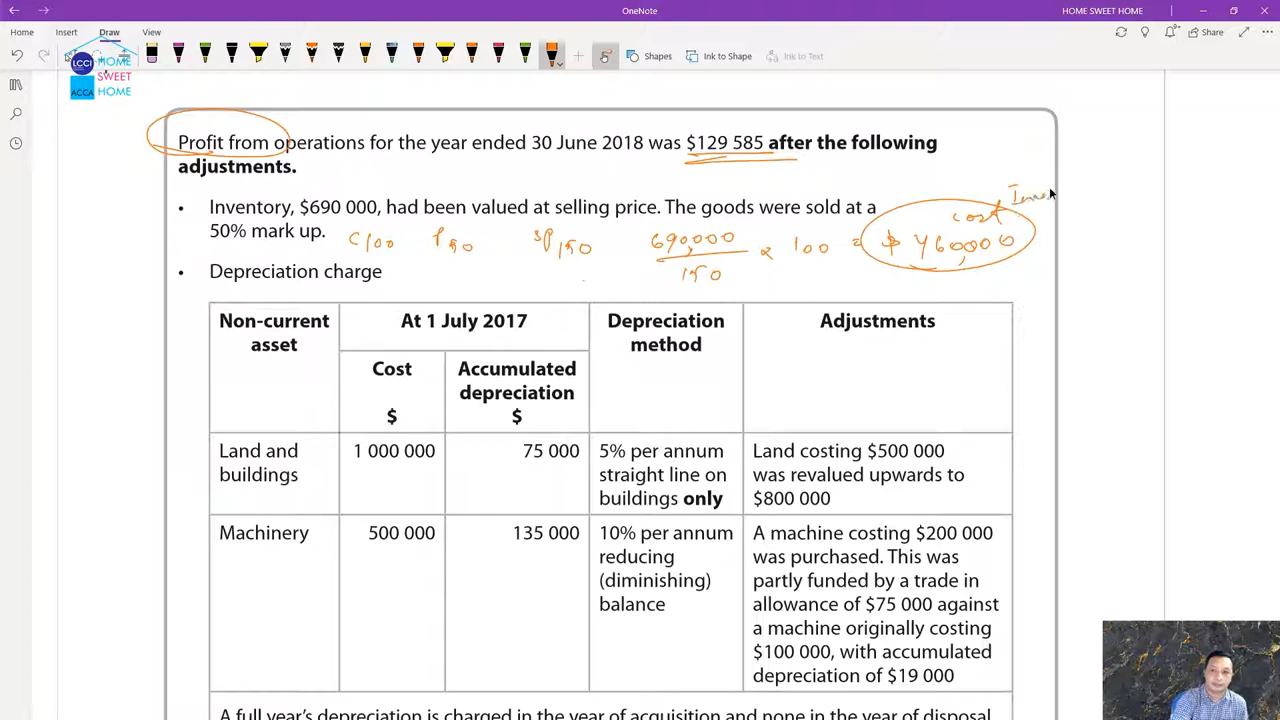 OneNote
HOME SWEET HOME
Home Insert Draw View
Share
Shapes
Ink to Shape
Ink to Text
LCCI
ACCA
HOME
SWEET
HOME
Profit from operations for the year ended 30 June 2018 was $129 585 after the following
adjustments.
• Inventory, $690 000, had been valued at selling price. The goods were sold at a
50% mark up.
C 100 P 50 SP 150 690,000 / 150 × 100 = $ 460,000
cost
• Depreciation charge
Non-current asset
At 1 July 2017
Depreciation method
Adjustments
Cost $
Accumulated depreciation $
Land and buildings
1 000 000
75 000
5% per annum straight line on buildings only
Land costing $500 000
was revalued upwards to
$800 000
Machinery
500 000
135 000
10% per annum
reducing
(diminishing)
balance
A machine costing $200 000
was purchased. This was
partly funded by a trade in
allowance of $75 000 against
a machine originally costing
$100 000, with accumulated
depreciation of $19 000
A full year's depreciation is charged in the year of acquisition and none in the year of disposal